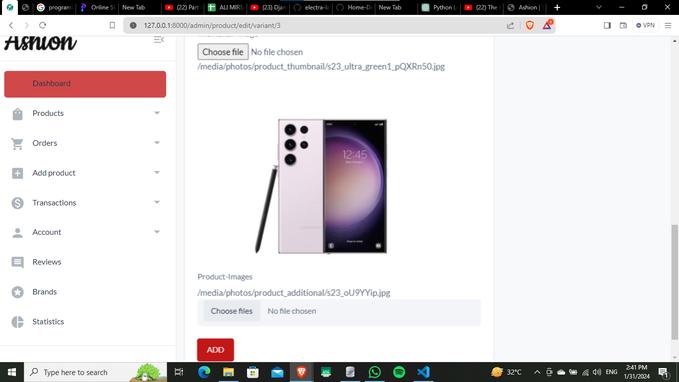 program
Online S
New Tab
(22) Part
ALI MIRS
(23) Djan
electra-le
Home-D
New Tab
Python L
(22) The
Ashion |
127.0.0.1:8000/admin/product/edit/variant/3
VPN
Ashion
Dashboard
Products
Orders
Add product
Transactions
Account
Reviews
Brands
Statistics
Choose file No file chosen
/media/photos/product_thumbnail/s23_ultra_green1_pQXRn50.jpg
12:45
Product-Images
/media/photos/product_additional/s23_oU9YYip.jpg
Choose files No file chosen
ADD
Type here to search
32°C
ENG
2:41 PM
1/31/2024